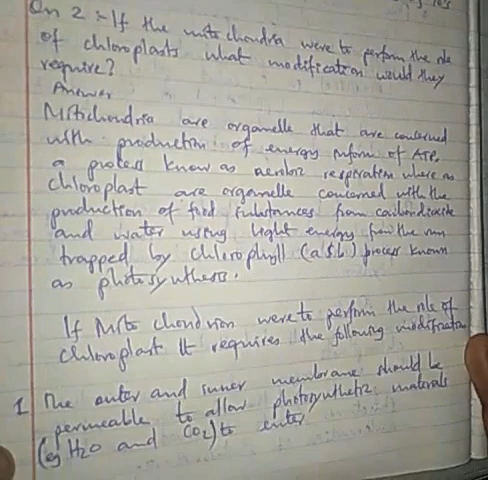 Qn 2 :- If the mitochondria were to perform the role
of chloroplasts what modification would they
require?
Answer
Mitochondria are organelle that are concerned
with production of energy inform of ATP,
a process known as aerobic respiration where as
chloroplast are organelle concerned with the
production of food substances from carbondioxide
and water using light energy from the sun
trapped by chlorophyll (a & b) process known
as photosynthesis.
If Mitochondrion were to perform the role of
chloroplast It requires the following modification
1 The outer and inner membrane should be
permeable to allow photosynthetic materials
(eg H2O and CO2) to enter